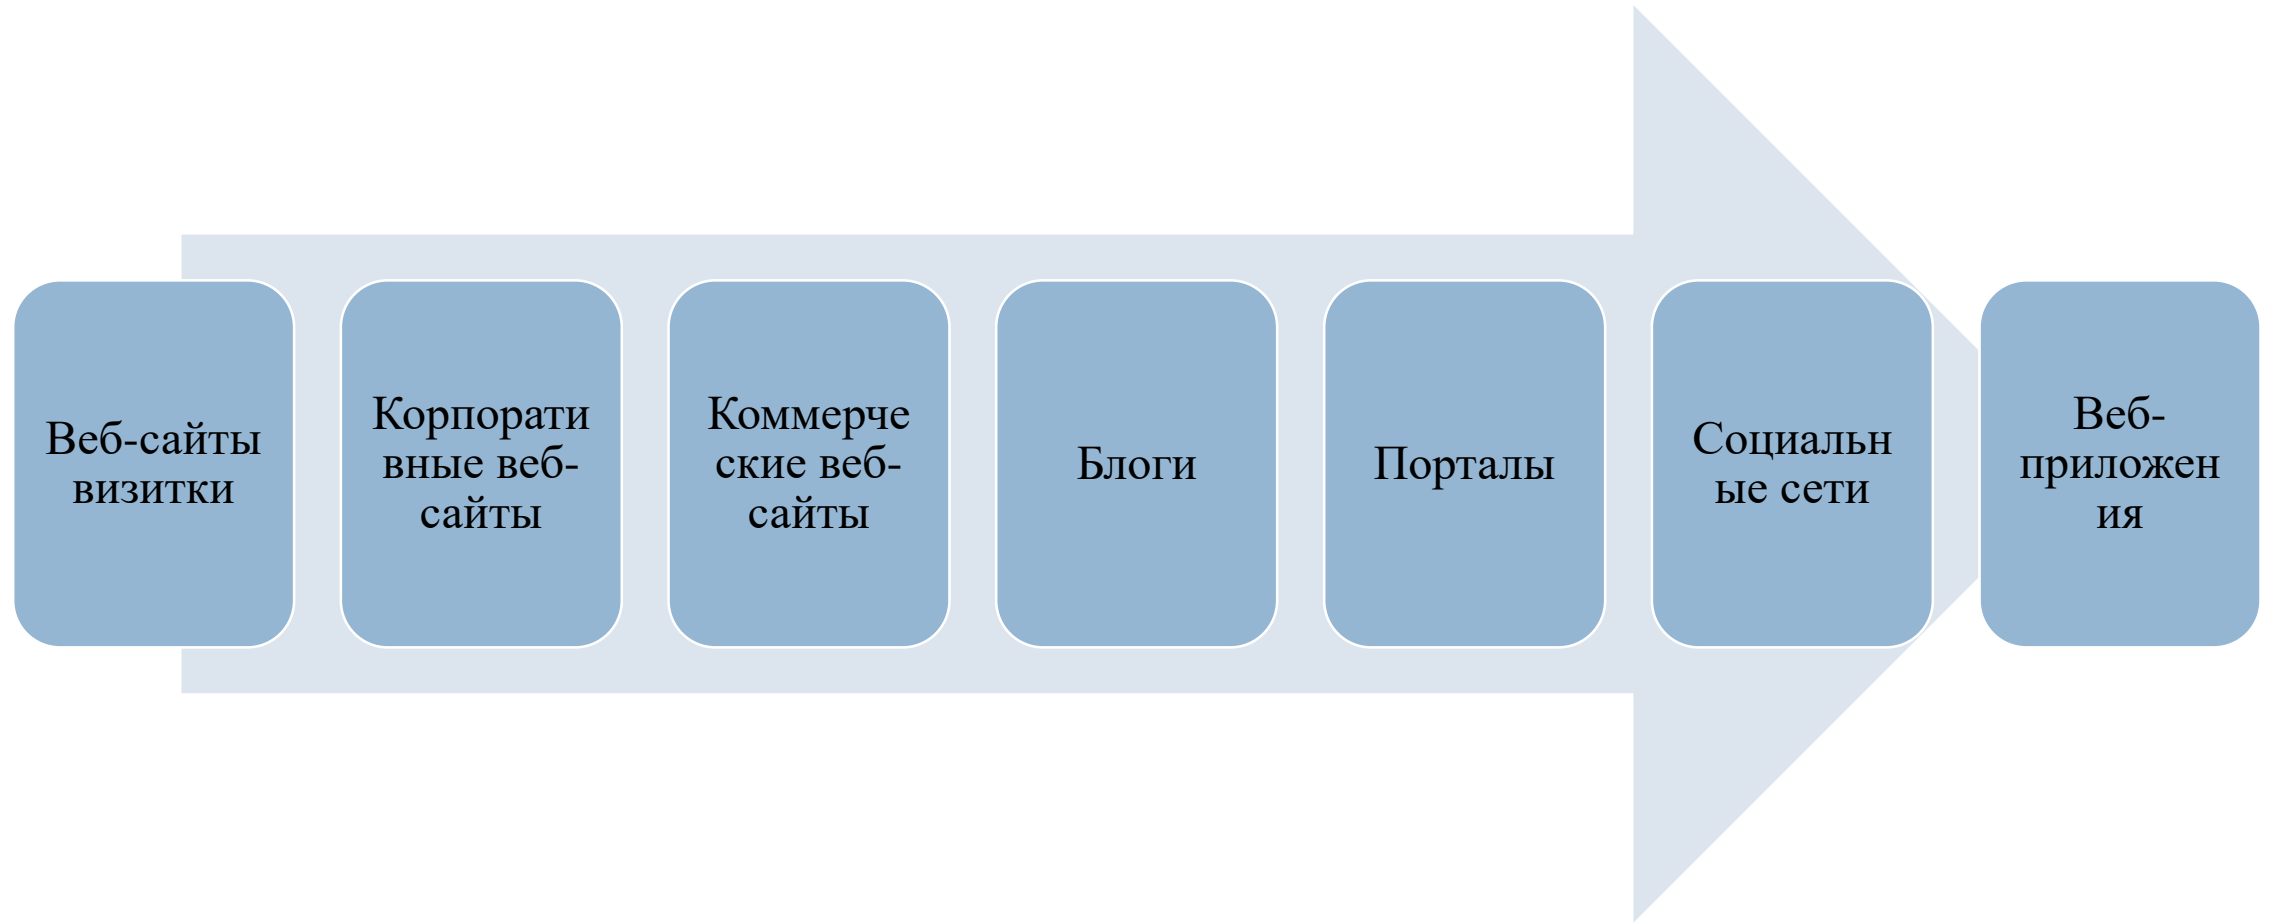 Веб-сайты
визитки
Корпорати
вные веб-
сайты
Коммерче
ские веб-
сайты
Блоги
Порталы
Социальн
ые сети
Веб-
приложен
ия